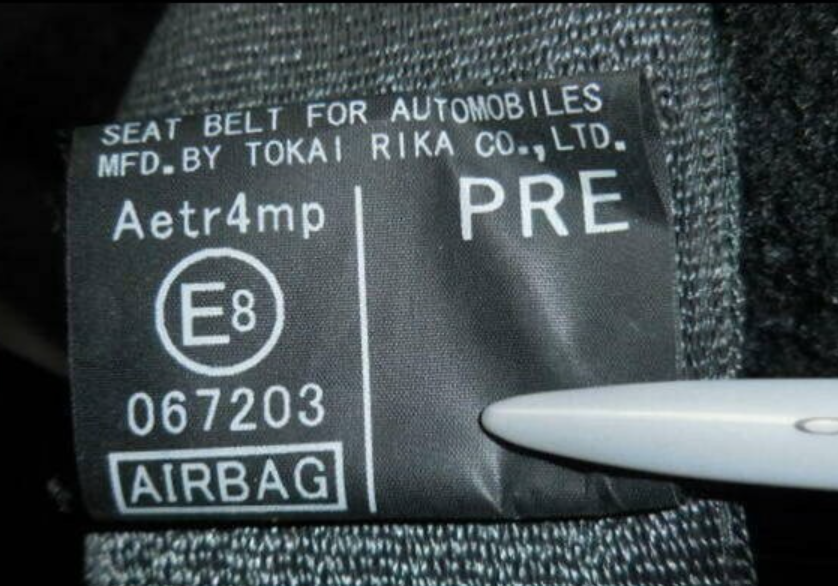 SEAT BELT FOR AUTOMOBILES
MFD.BY TOKAI RIKA CO.,LTD.
Aetr4mp
E8
067203
AIRBAG
PRE